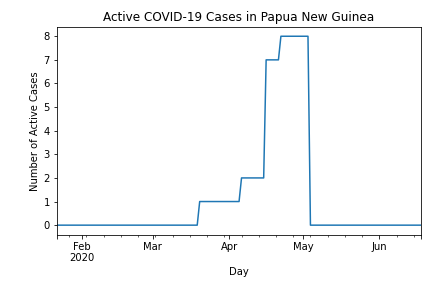 Active COVID-19 Cases in Papua New Guinea
8
7
6
5
4
3
2
1
0
Number of Active Cases
Feb Mar Apr May Jun
2020
Day